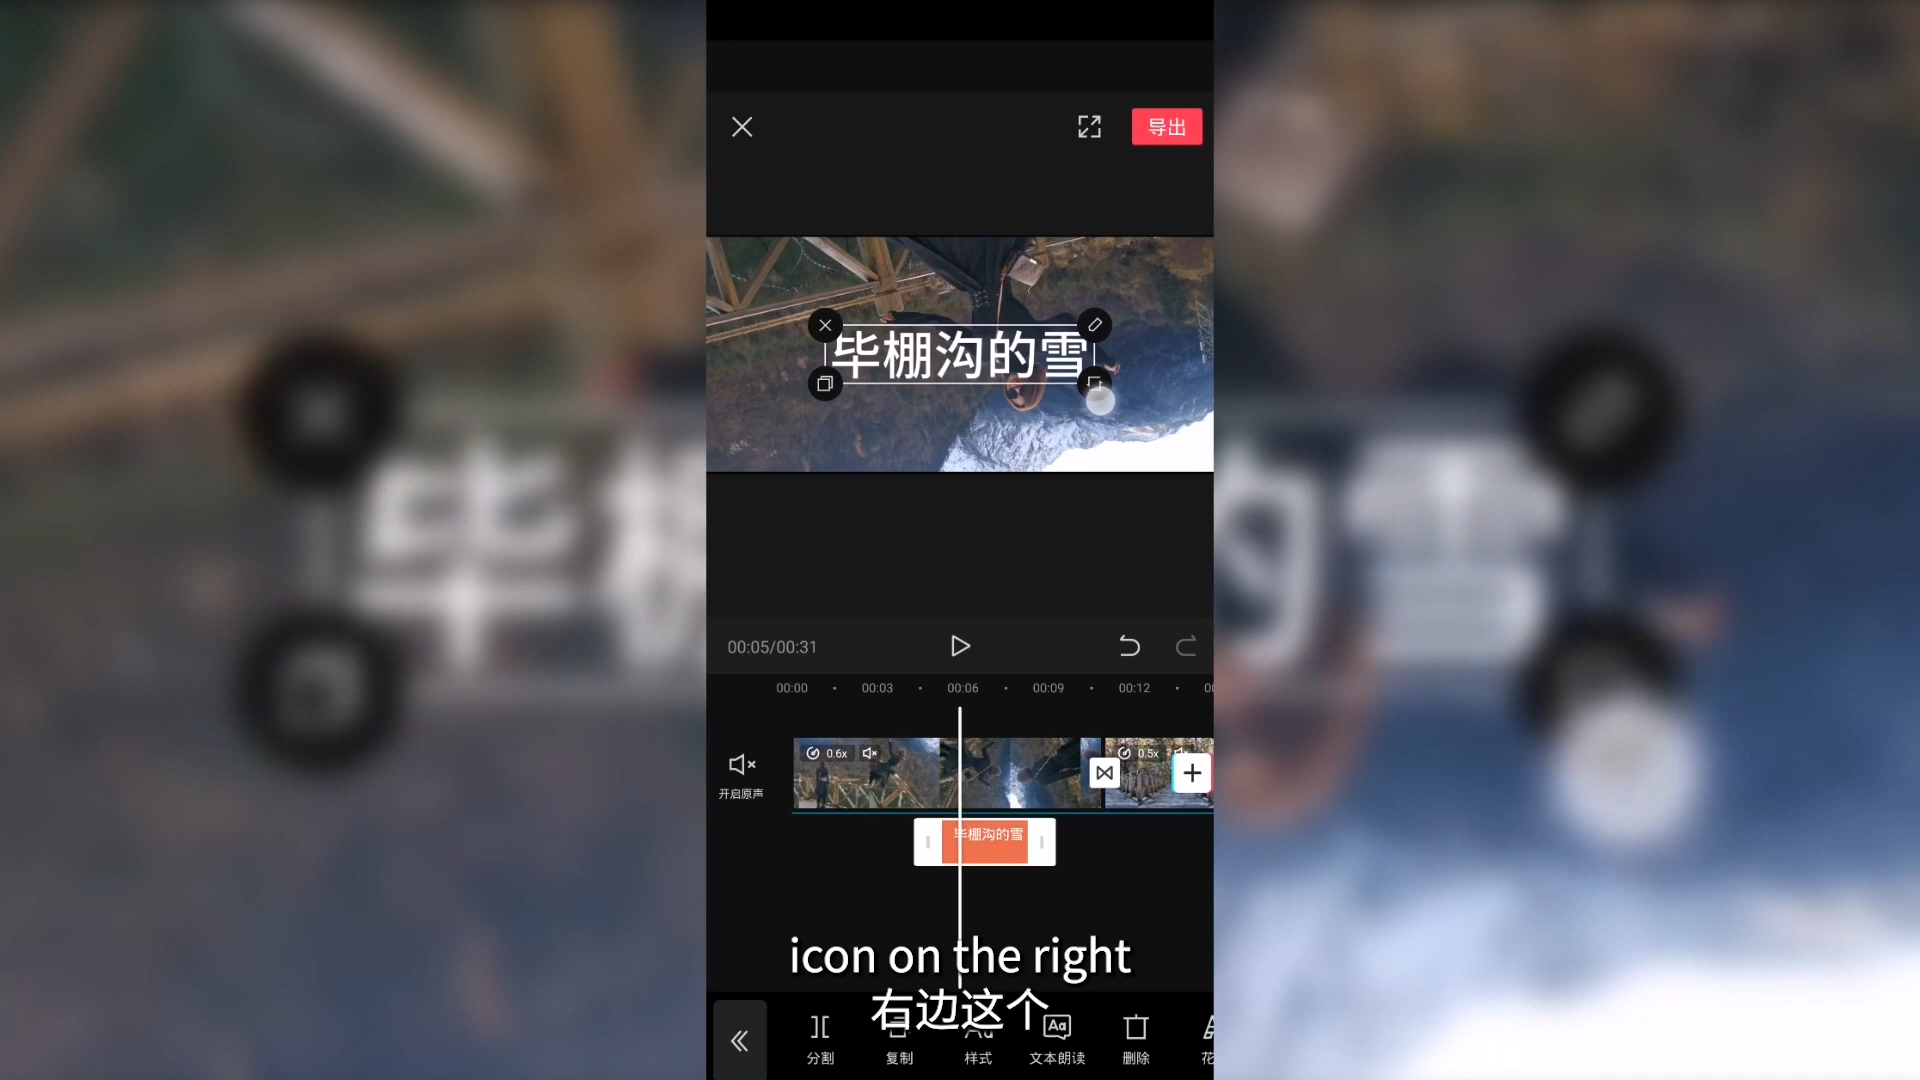 导出
毕棚沟的雪
00:05/00:31
00:00 00:03 00:06 00:09 00:12
0.6x 0.5x
开启原声
毕棚沟的雪
icon on the right
右边这个
分割 复制 样式 文本朗读 删除